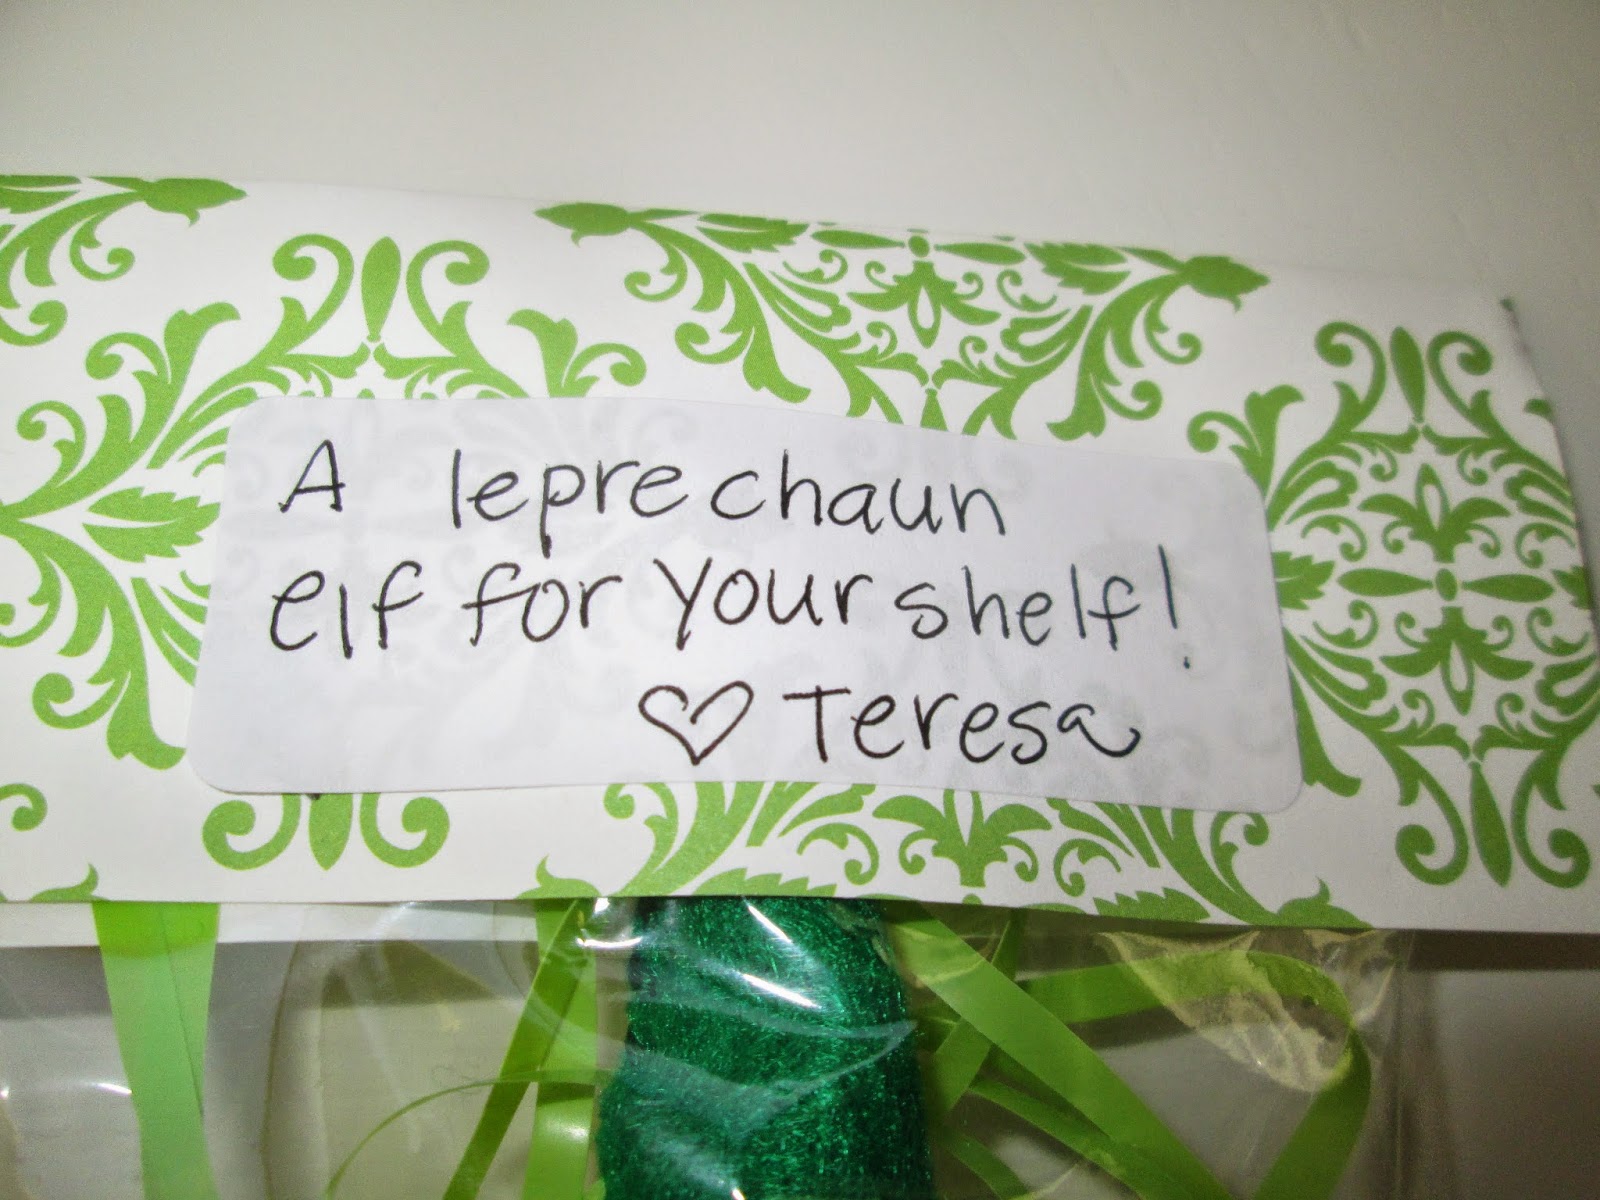 A leprechaun
elf for your shelf!
♡ Teresa